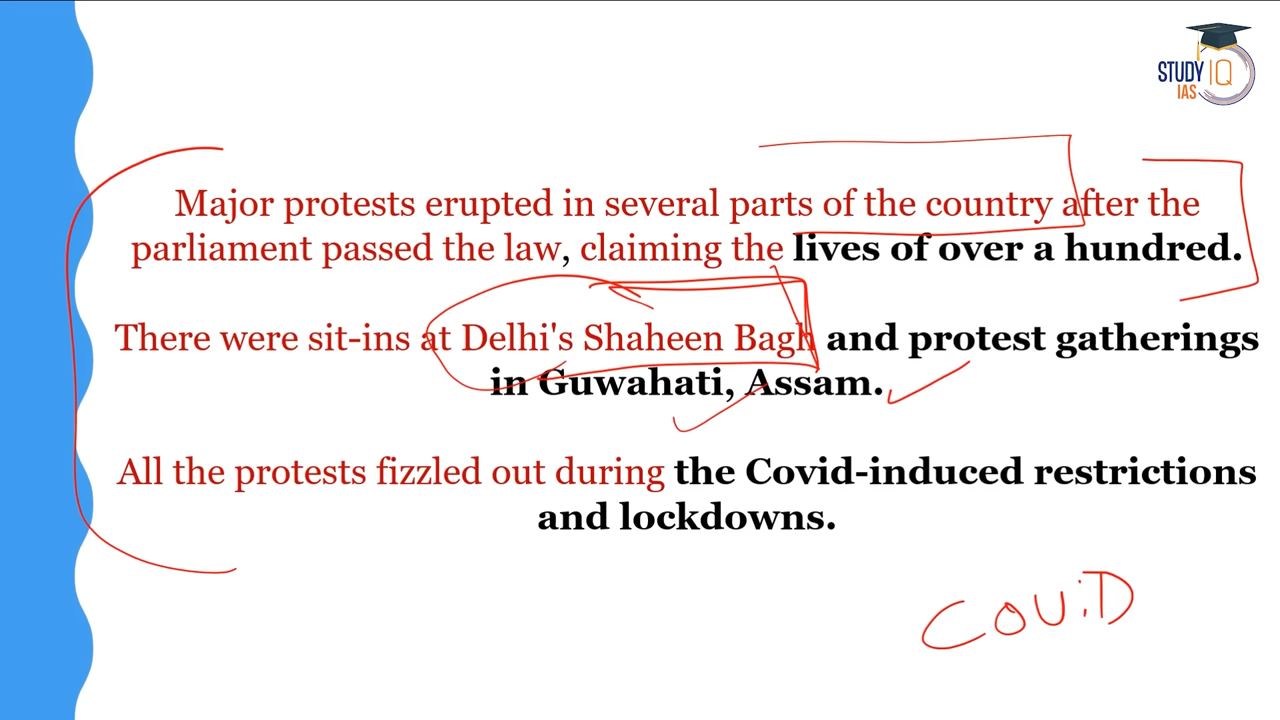 STUDY IQ
IAS
Major protests erupted in several parts of the country after the
parliament passed the law, claiming the lives of over a hundred.
There were sit-ins at Delhi's Shaheen Bagh and protest gatherings
in Guwahati, Assam.
All the protests fizzled out during the Covid-induced restrictions
and lockdowns.
COViD